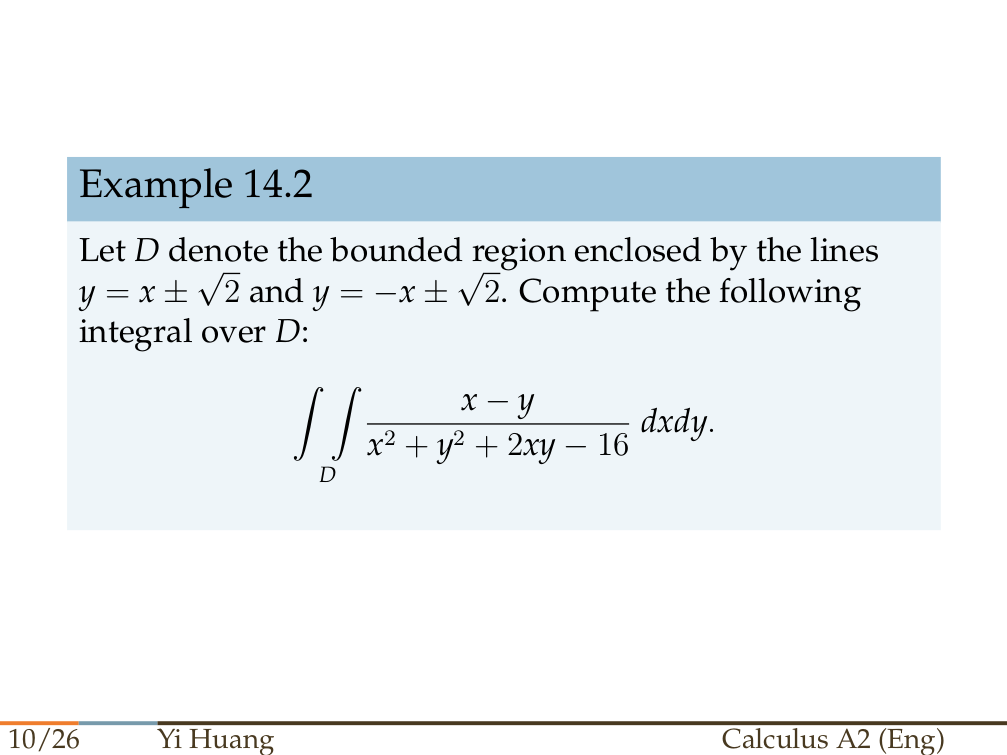 Example 14.2
Let D denote the bounded region enclosed by the lines
y = x ± √2 and y = −x ± √2. Compute the following
integral over D:
∫∫_D (x − y)/(x² + y² + 2xy − 16) dxdy.
10/26 Yi Huang Calculus A2 (Eng)